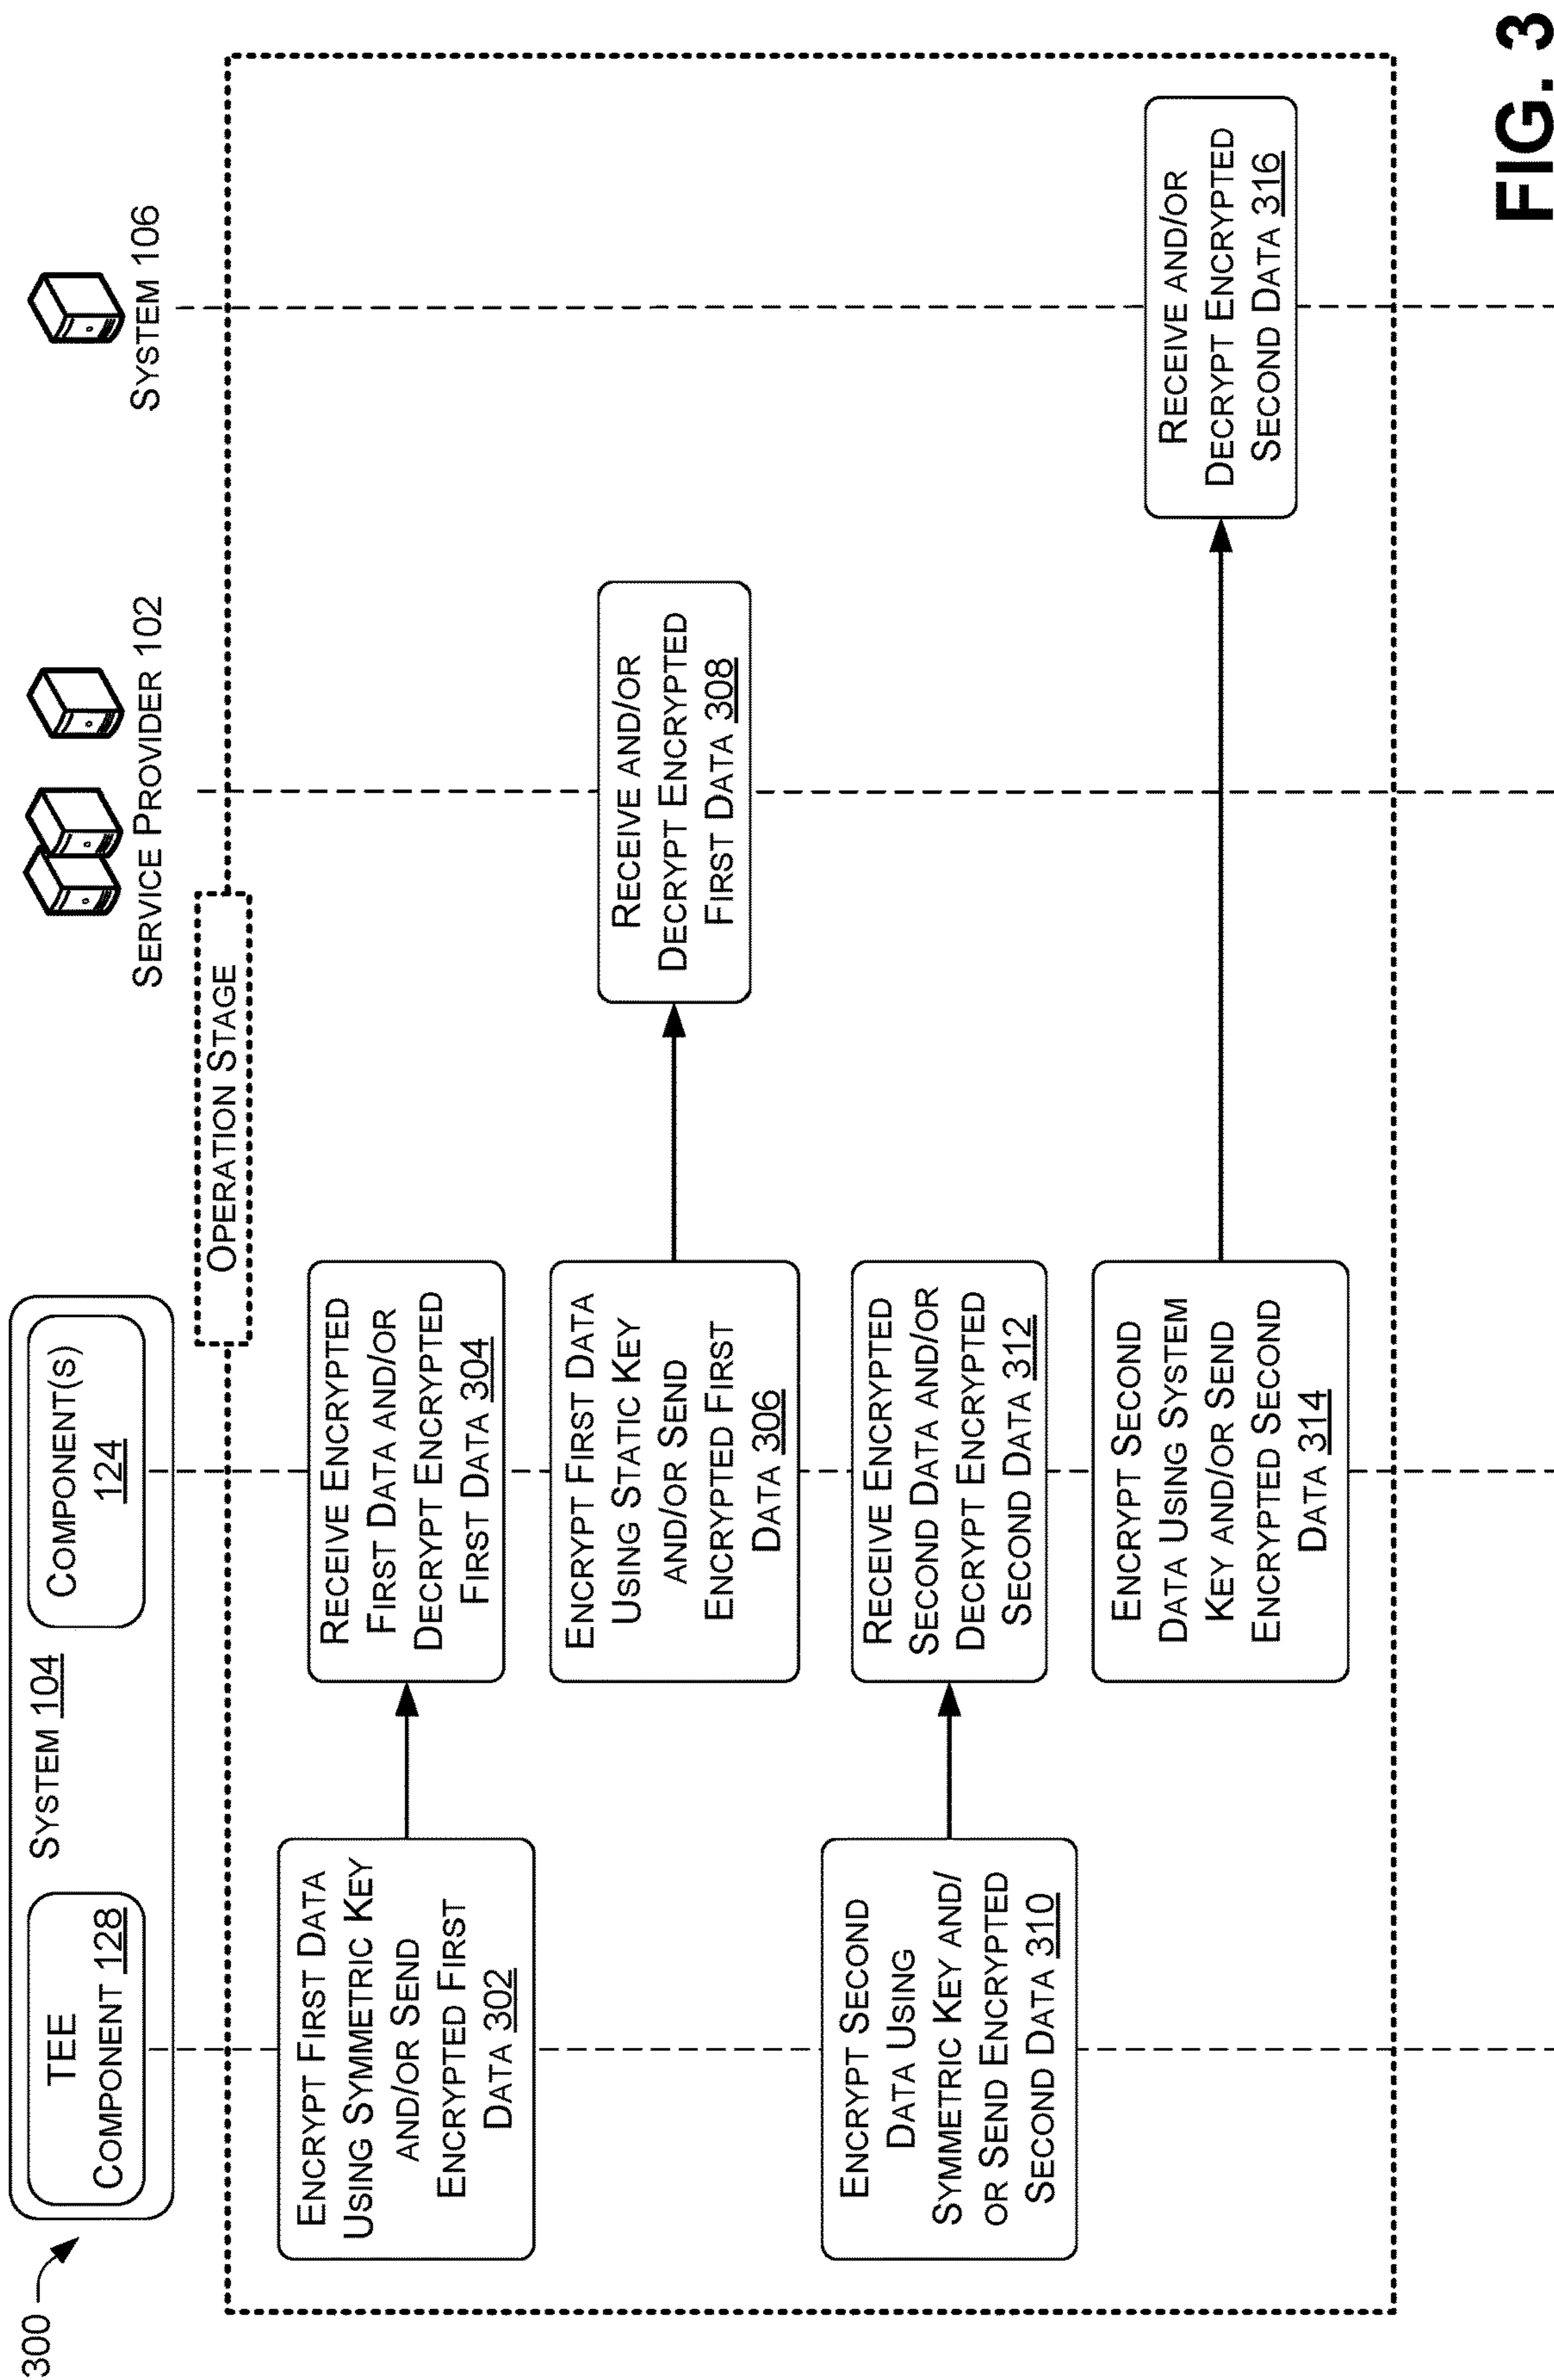 300
TEE
COMPONENT 128
SYSTEM 104
COMPONENT(S)
124
SERVICE PROVIDER 102
SYSTEM 106
OPERATION STAGE
ENCRYPT FIRST DATA
USING SYMMETRIC KEY
AND/OR SEND
ENCRYPTED FIRST
DATA 302
RECEIVE ENCRYPTED
FIRST DATA AND/OR
DECRYPT ENCRYPTED
FIRST DATA 304
ENCRYPT FIRST DATA
USING STATIC KEY
AND/OR SEND
ENCRYPTED FIRST
DATA 306
RECEIVE AND/OR
DECRYPT ENCRYPTED
FIRST DATA 308
ENCRYPT SECOND
DATA USING
SYMMETRIC KEY AND/
OR SEND ENCRYPTED
SECOND DATA 310
RECEIVE ENCRYPTED
SECOND DATA AND/OR
DECRYPT ENCRYPTED
SECOND DATA 312
ENCRYPT SECOND
DATA USING SYSTEM
KEY AND/OR SEND
ENCRYPTED SECOND
DATA 314
RECEIVE AND/OR
DECRYPT ENCRYPTED
SECOND DATA 316
FIG. 3